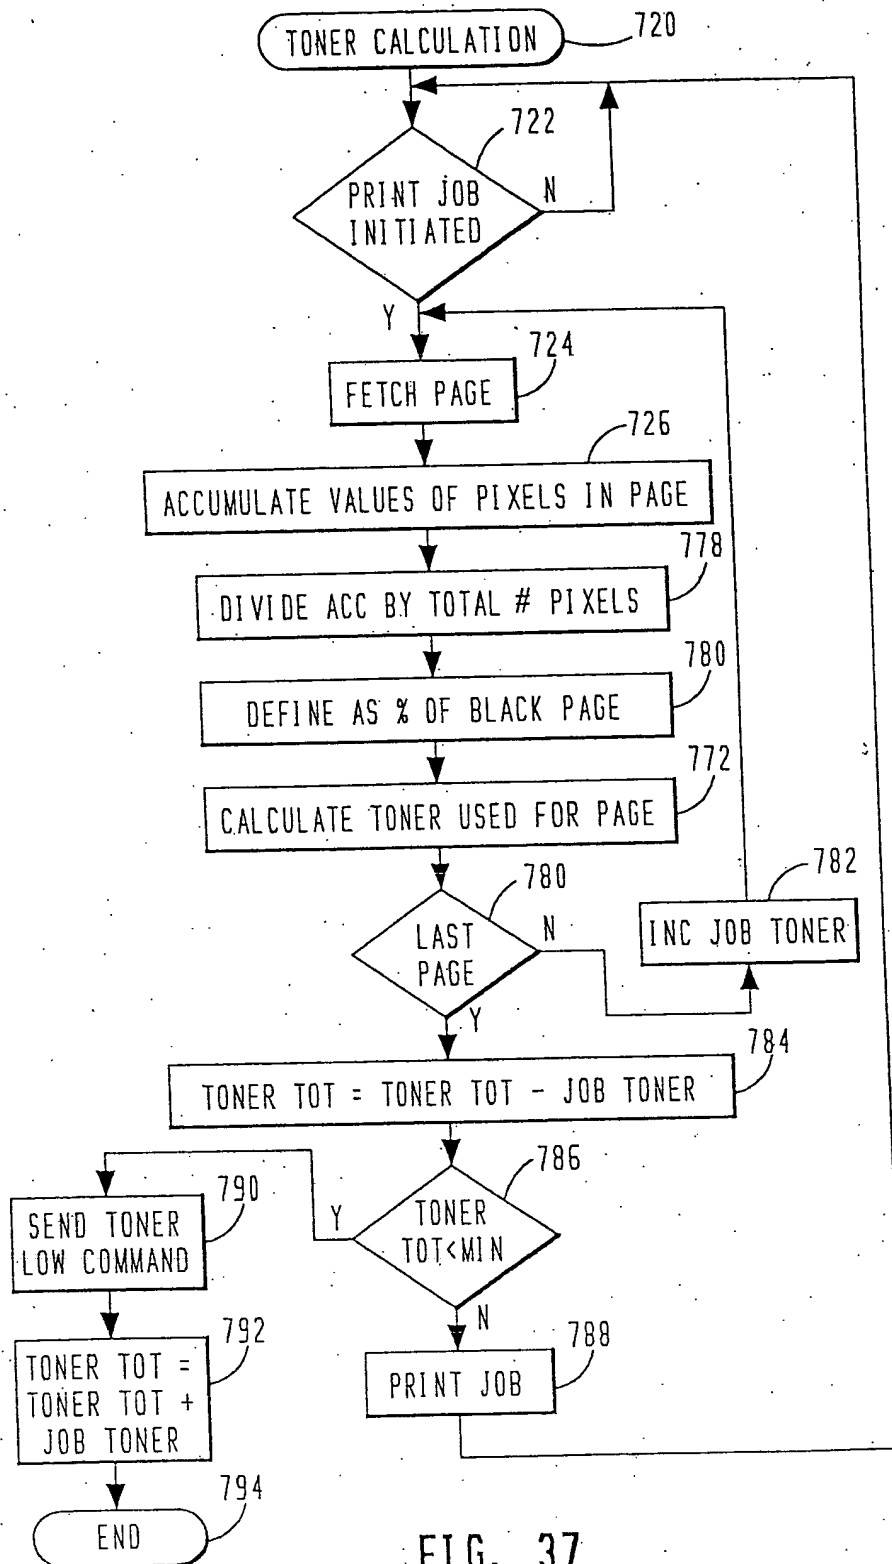 TONER CALCULATION
720
722
PRINT JOB
INITIATED
N
Y
724
FETCH PAGE
726
ACCUMULATE VALUES OF PIXELS IN PAGE
778
DIVIDE ACC BY TOTAL # PIXELS
780
DEFINE AS % OF BLACK PAGE
772
CALCULATE TONER USED FOR PAGE
780
LAST
PAGE
N
782
INC JOB TONER
Y
784
TONER TOT = TONER TOT - JOB TONER
786
TONER
TOT<MIN
Y
790
SEND TONER
LOW COMMAND
N
788
PRINT JOB
792
TONER TOT =
TONER TOT +
JOB TONER
794
END
FIG. 37